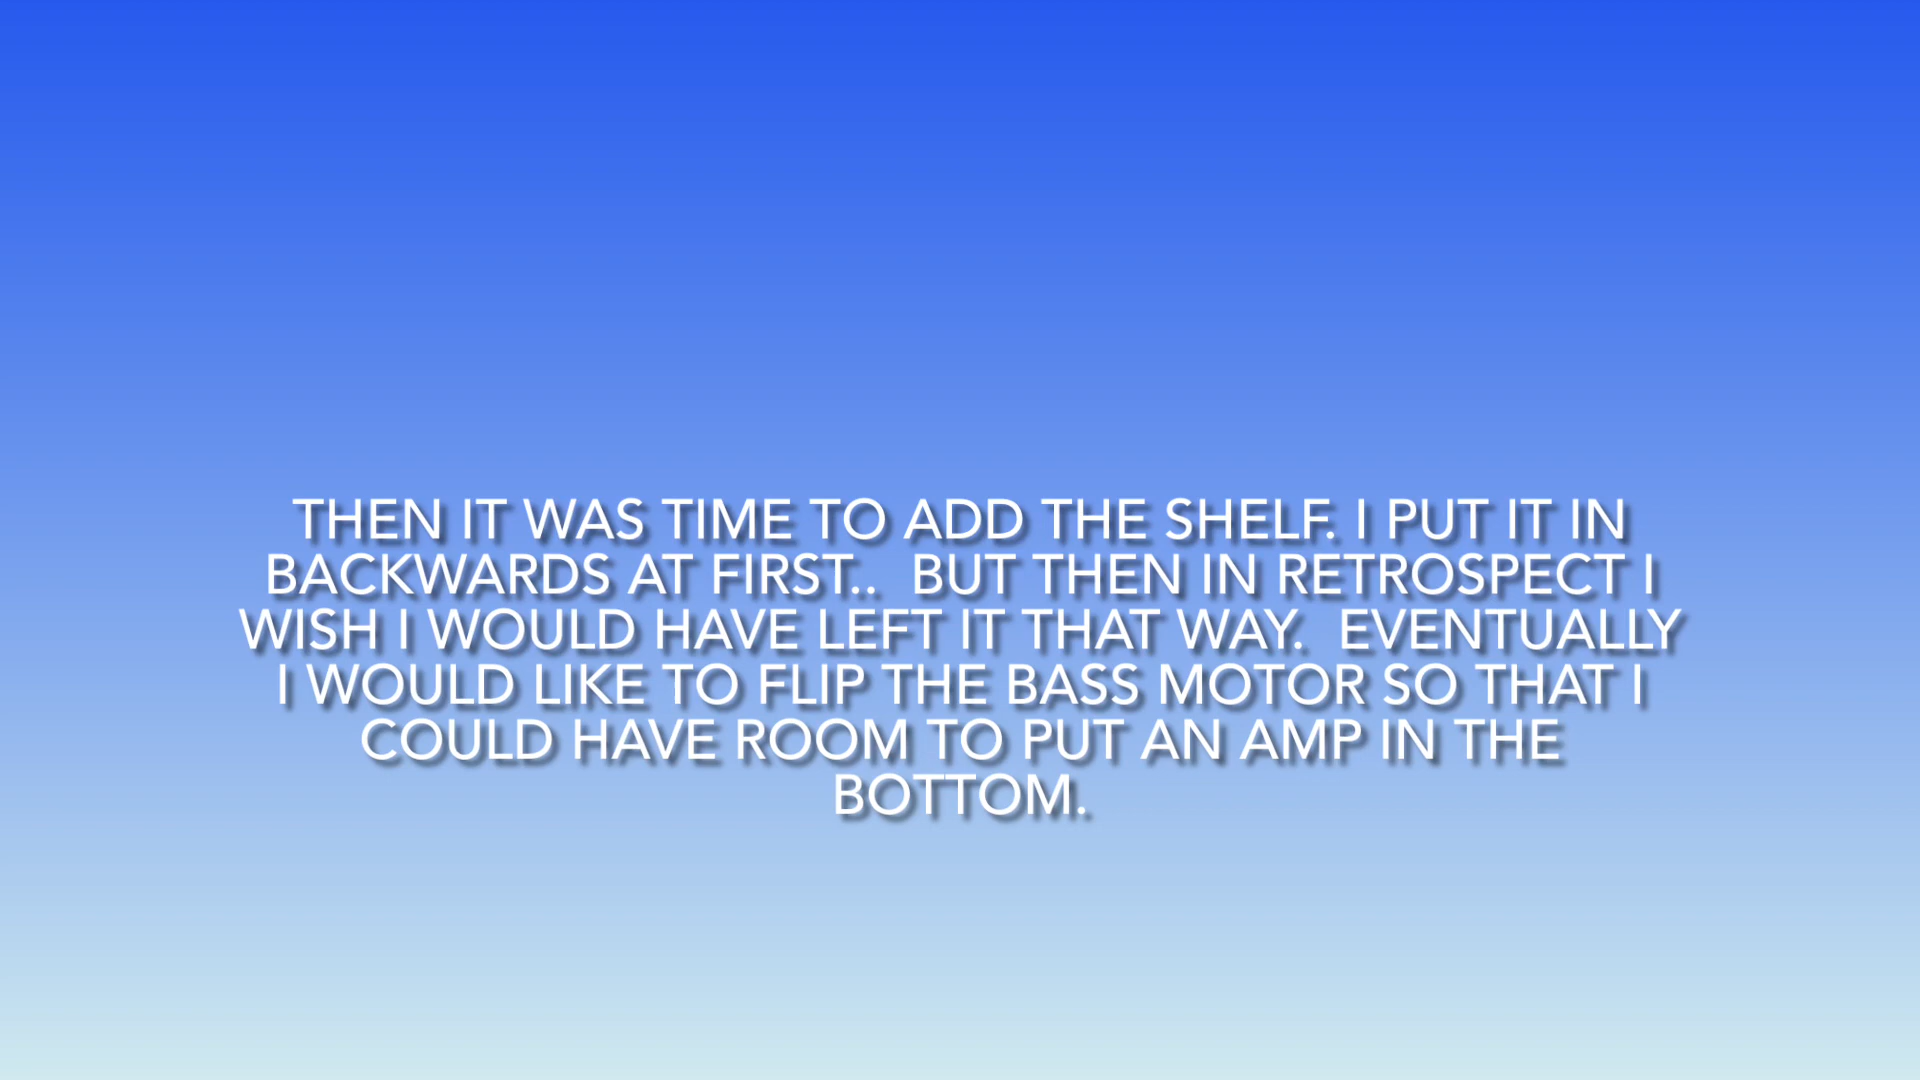 THEN IT WAS TIME TO ADD THE SHELF. I PUT IT IN
BACKWARDS AT FIRST..  BUT THEN IN RETROSPECT I
WISH I WOULD HAVE LEFT IT THAT WAY.  EVENTUALLY
I WOULD LIKE TO FLIP THE BASS MOTOR SO THAT I
COULD HAVE ROOM TO PUT AN AMP IN THE
BOTTOM.